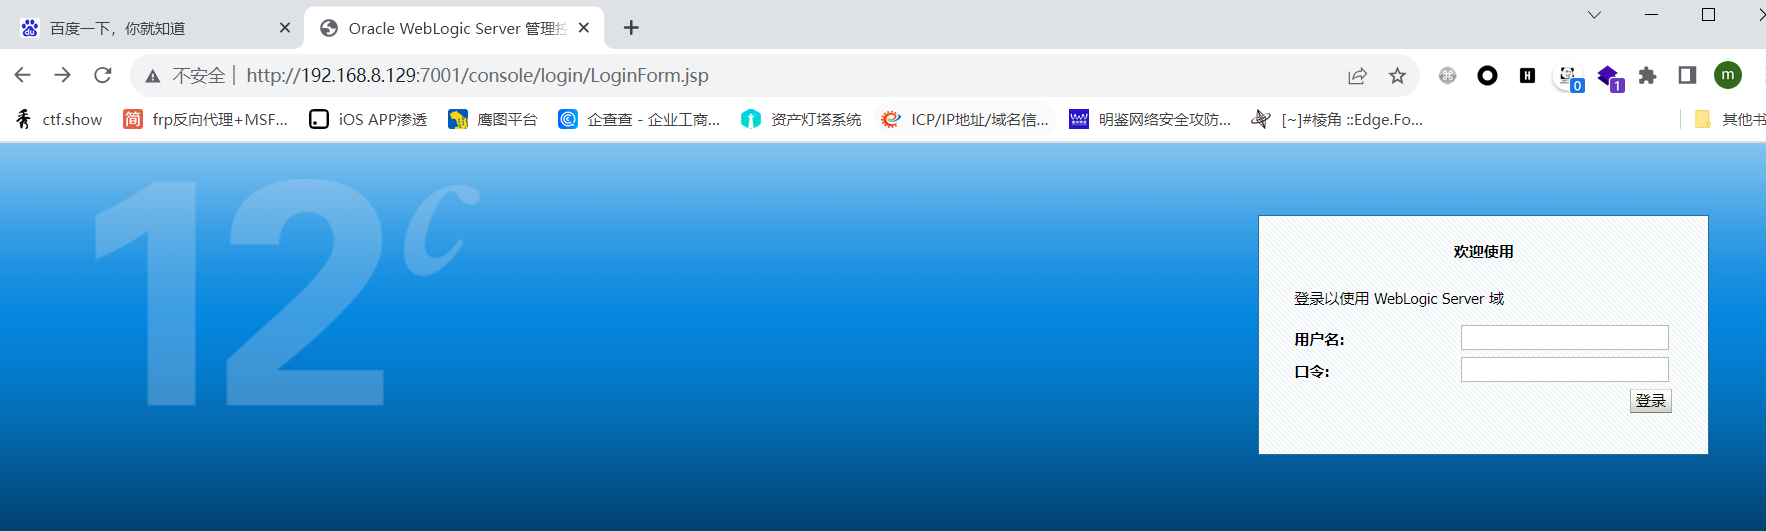 百度一下，你就知道
Oracle WebLogic Server 管理控
不安全 | http://192.168.8.129:7001/console/login/LoginForm.jsp
m
0
1
ctf.show
简 frp反向代理+MSF...
iOS APP渗透
鹰图平台
企查查 - 企业工商...
资产灯塔系统
ICP/IP地址/域名信...
明鉴网络安全攻防...
[~]#棱角 ::Edge.Fo...
其他书
12c
欢迎使用
登录以使用 WebLogic Server 域
用户名:
口令:
登录